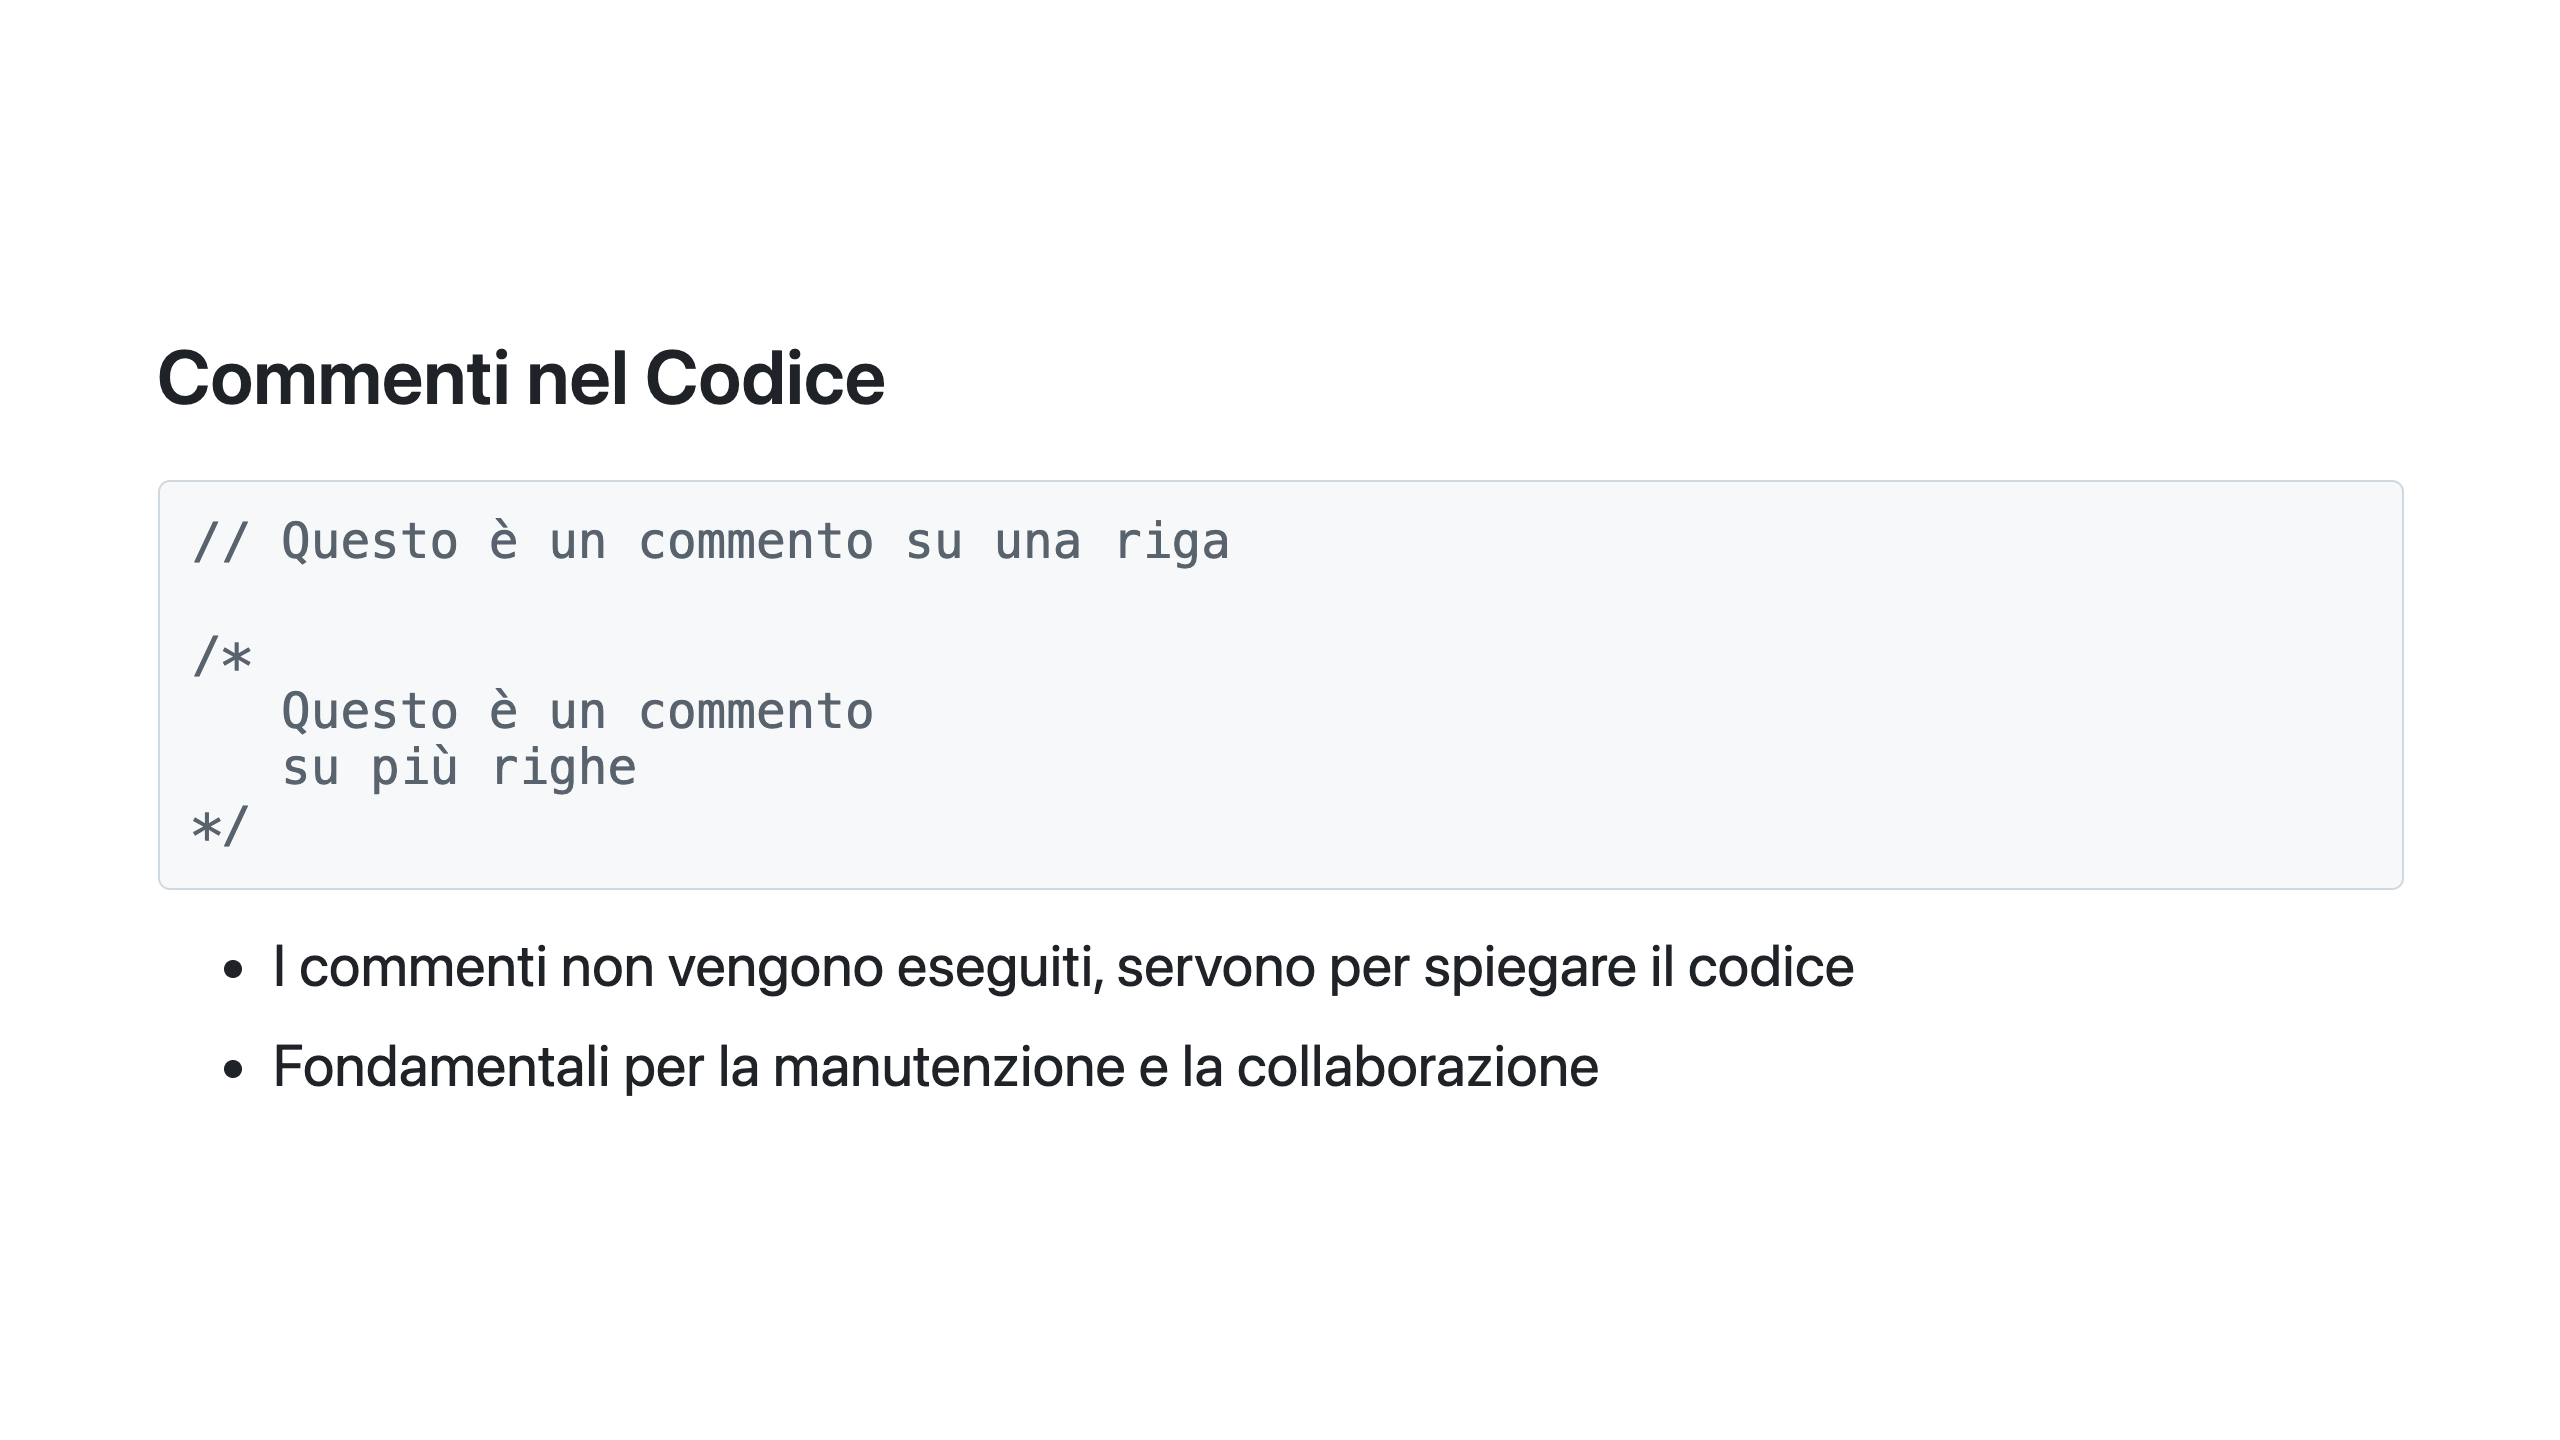 Commenti nel Codice
// Questo è un commento su una riga
/*
Questo è un commento
su più righe
*/
• I commenti non vengono eseguiti, servono per spiegare il codice
• Fondamentali per la manutenzione e la collaborazione